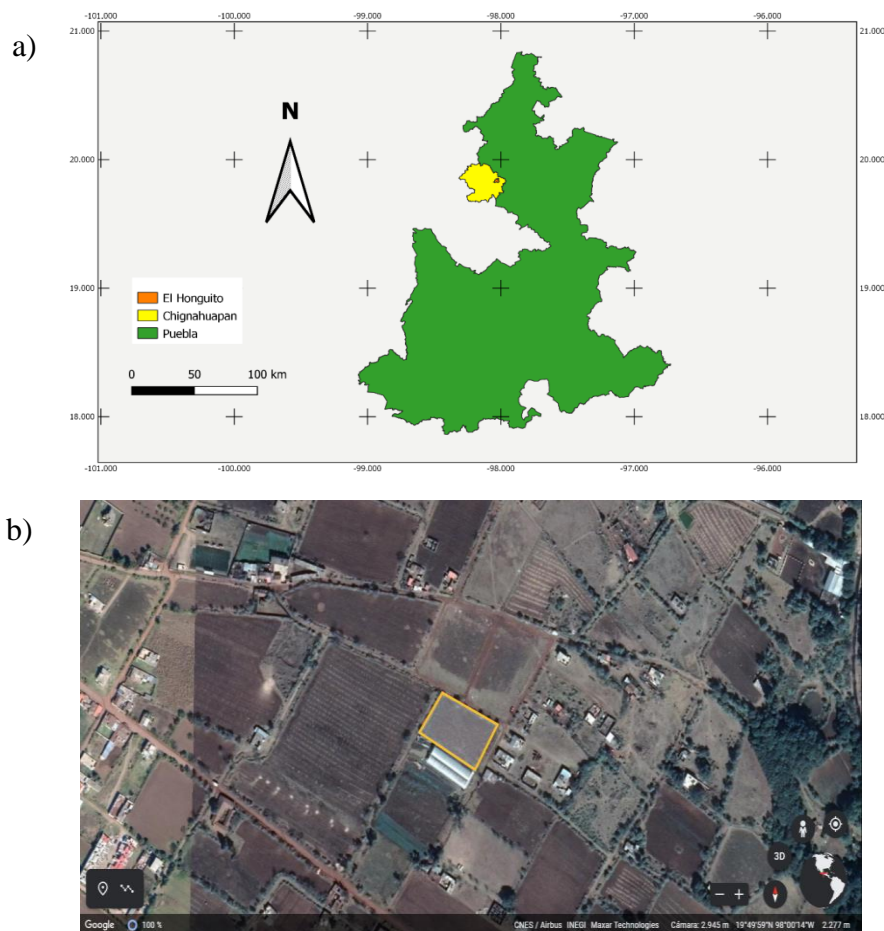 a)
-101.000 -100.000 -99.000 -98.000 -97.000 -96.000
21.000 21.000
N
20.000 20.000
19.000 19.000
El Honguito
Chignahuapan
Puebla
0 50 100 km
18.000 18.000
-101.000 -100.000 -99.000 -98.000 -97.000 -96.000
b)
3D
Google 100 % CNES / Airbus INEGI Maxar Technologies Cámara: 2.945 m 19°49'59"N 98°00'14"W 2.277 m